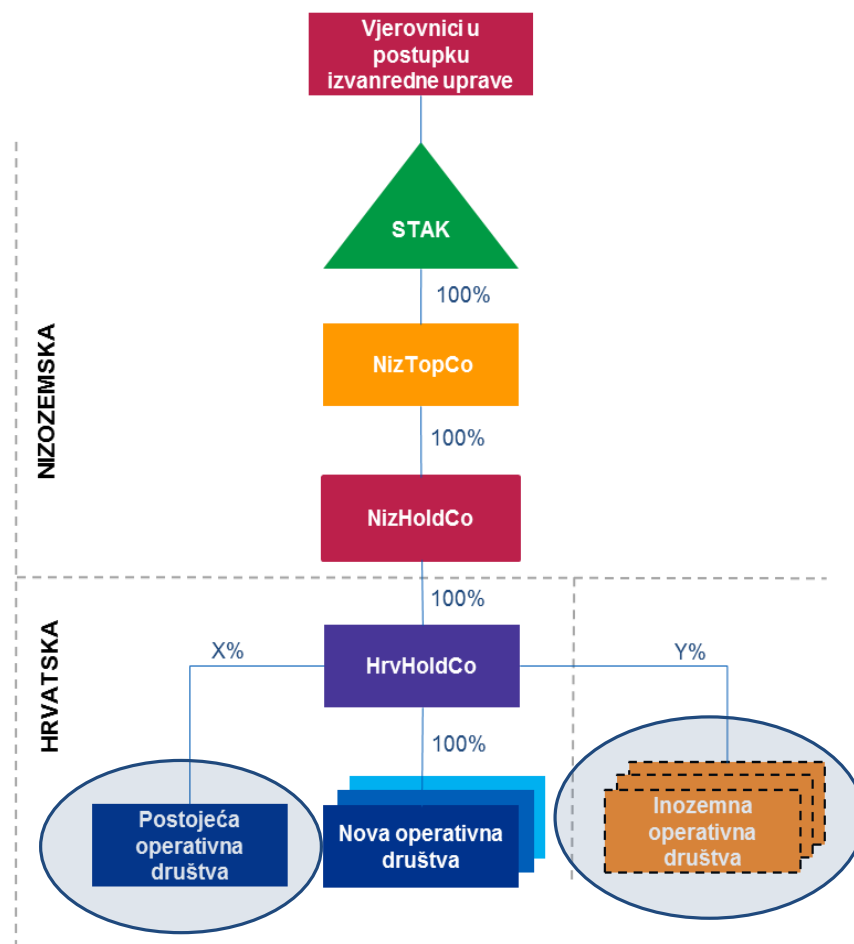 Vjerovnici u
postupku
izvanredne uprave
STAK
100%
NizTopCo
100%
NizHoldCo
NIZOZEMSKA
100%
HRVATSKA
X%
HrvHoldCo
Y%
100%
Postojeća
operativna
društva
Nova operativna
društva
Inozemna
operativna
društva